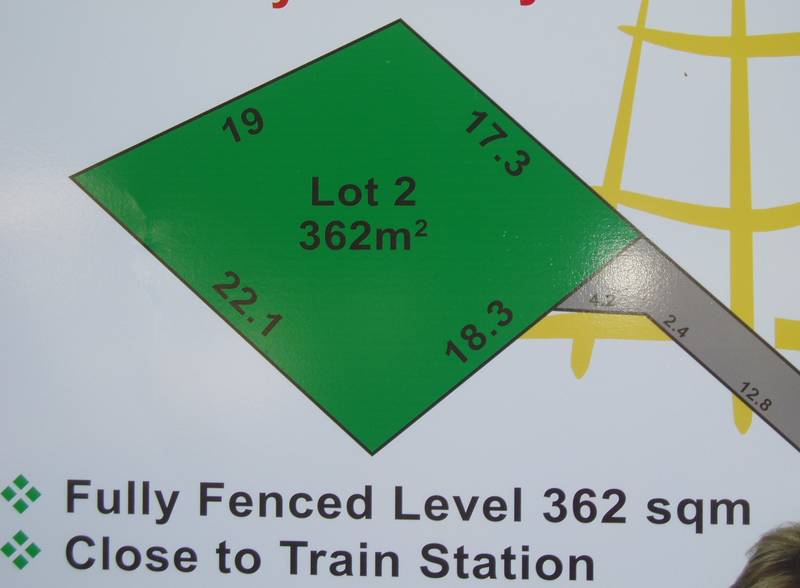 19
17.3
Lot 2
362m²
22.1
18.3
4.2
2.4
12.8
Fully Fenced Level 362 sqm
Close to Train Station